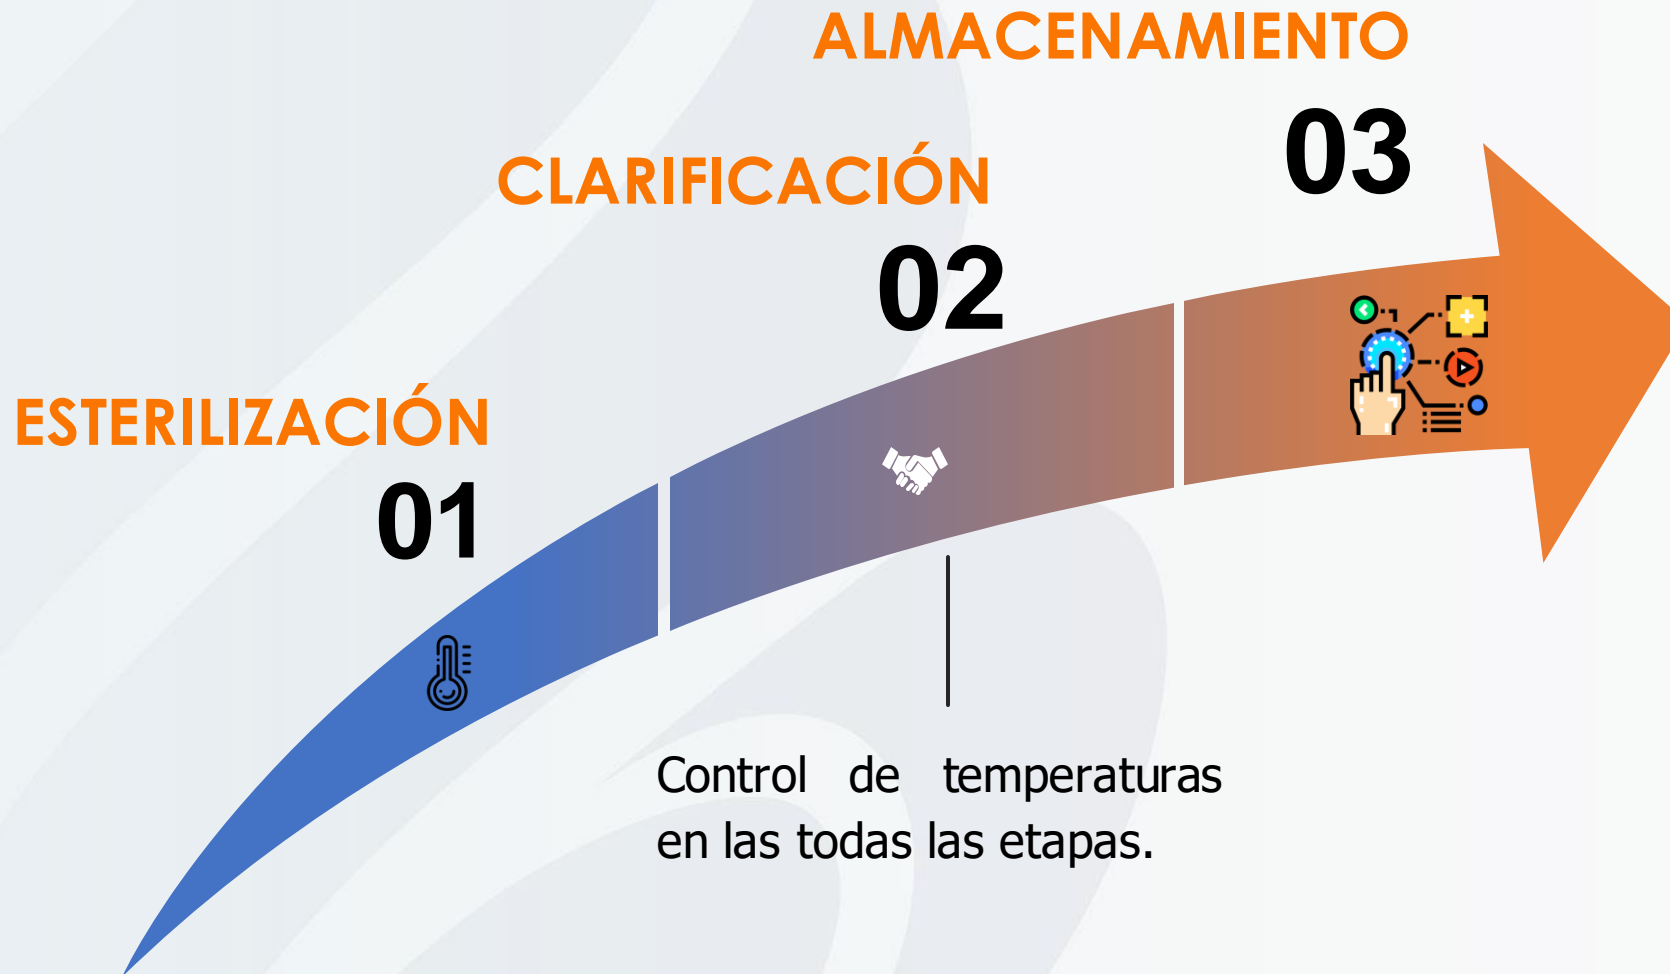 ALMACENAMIENTO
03
CLARIFICACIÓN
02
ESTERILIZACIÓN
01
Control de temperaturas
en las todas las etapas.